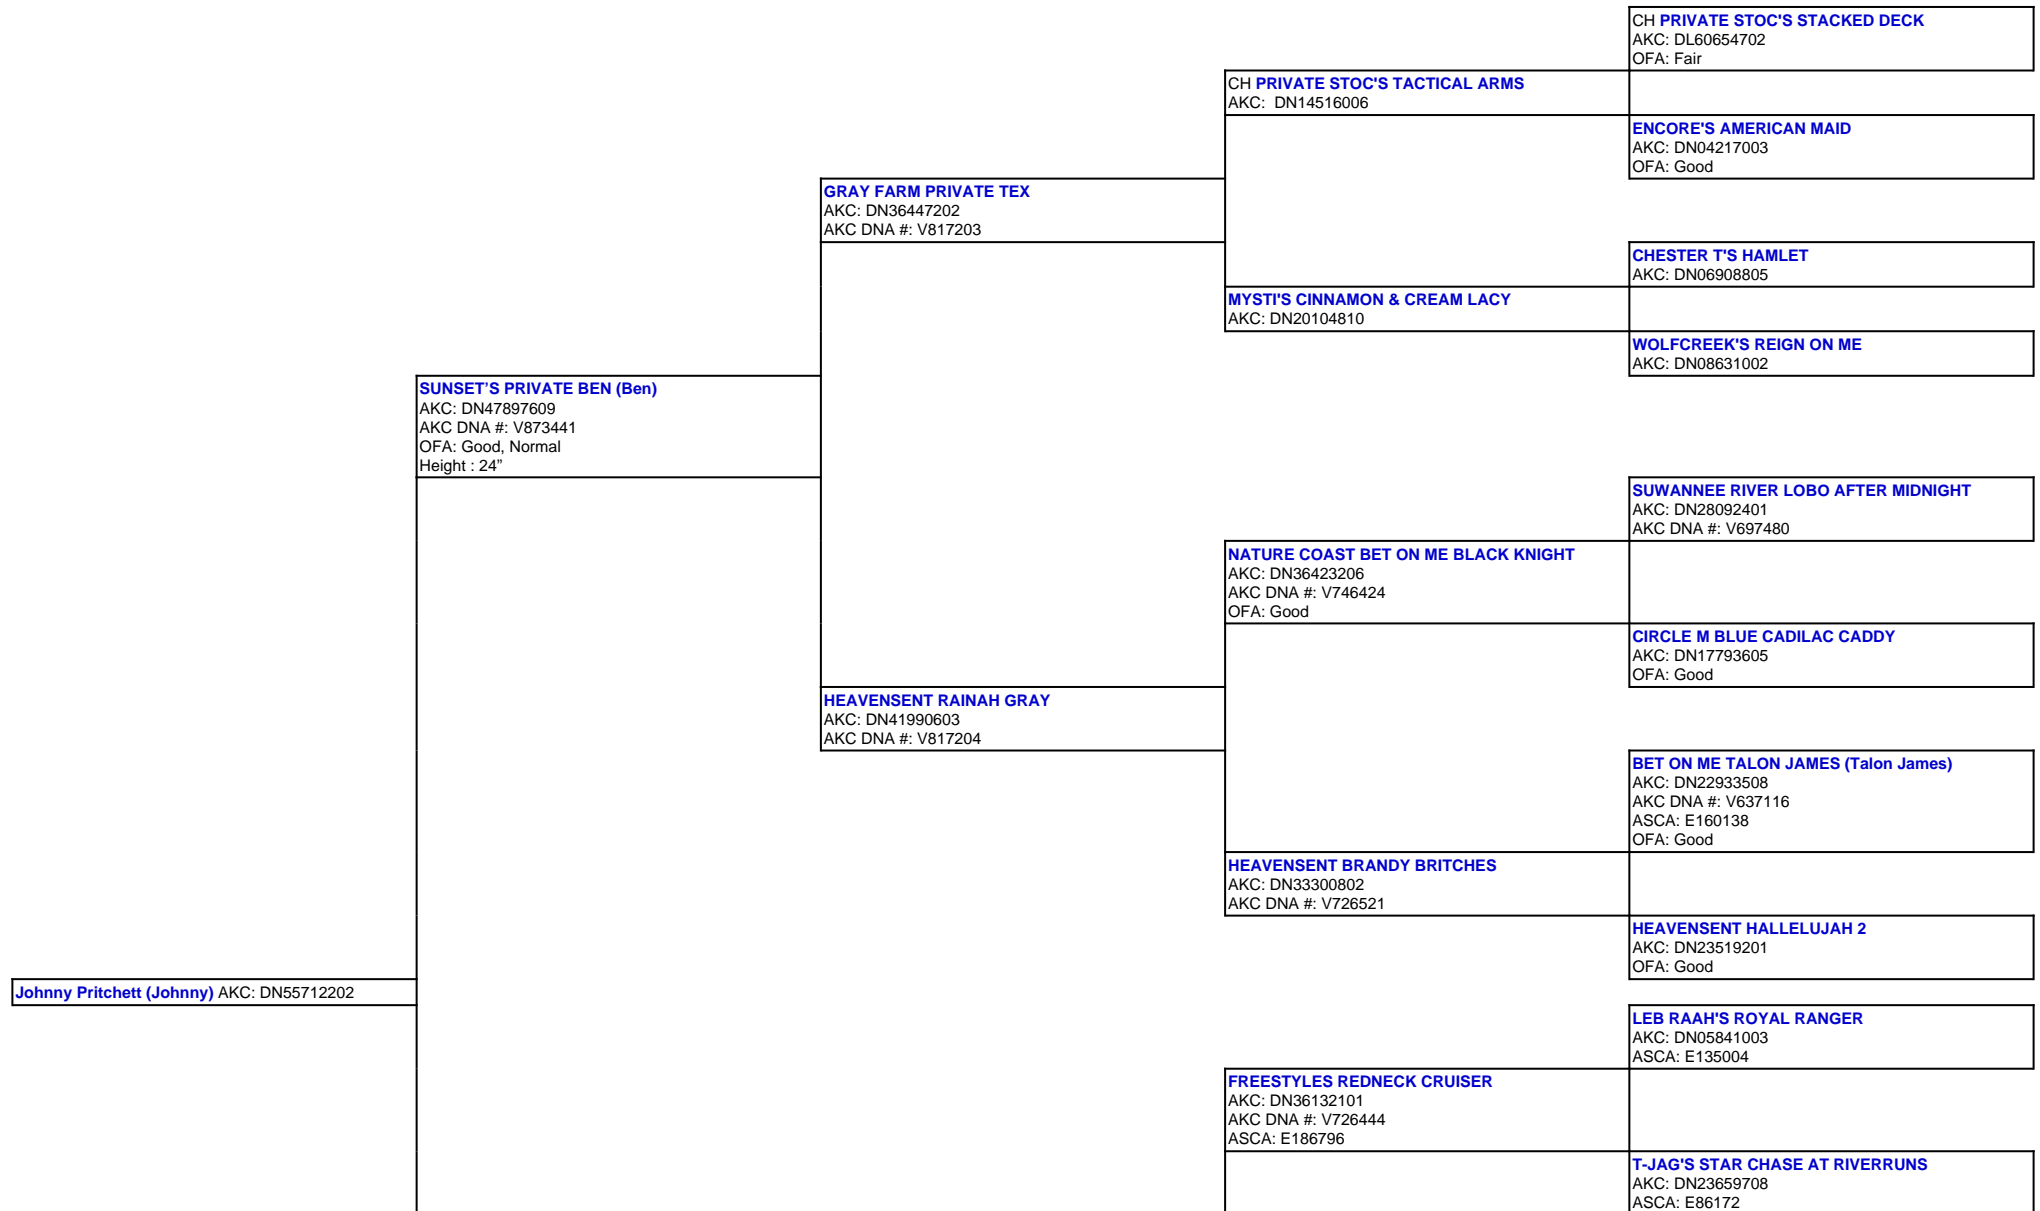 CH PRIVATE STOC'S STACKED DECK
AKC: DL60654702
OFA: Fair
CH PRIVATE STOC'S TACTICAL ARMS
AKC:  DN14516006
ENCORE'S AMERICAN MAID
AKC: DN04217003
OFA: Good
GRAY FARM PRIVATE TEX
AKC: DN36447202
AKC DNA #: V817203
CHESTER T'S HAMLET
AKC: DN06908805
MYSTI'S CINNAMON & CREAM LACY
AKC: DN20104810
WOLFCREEK'S REIGN ON ME
AKC: DN08631002
SUNSET’S PRIVATE BEN (Ben)
AKC: DN47897609
AKC DNA #: V873441
OFA: Good, Normal
Height : 24”
SUWANNEE RIVER LOBO AFTER MIDNIGHT
AKC: DN28092401
AKC DNA #: V697480
NATURE COAST BET ON ME BLACK KNIGHT
AKC: DN36423206
AKC DNA #: V746424
OFA: Good
CIRCLE M BLUE CADILAC CADDY
AKC: DN17793605
OFA: Good
HEAVENSENT RAINAH GRAY
AKC: DN41990603
AKC DNA #: V817204
BET ON ME TALON JAMES (Talon James)
AKC: DN22933508
AKC DNA #: V637116
ASCA: E160138
OFA: Good
HEAVENSENT BRANDY BRITCHES
AKC: DN33300802
AKC DNA #: V726521
HEAVENSENT HALLELUJAH 2
AKC: DN23519201
OFA: Good
Johnny Pritchett (Johnny) AKC: DN55712202
LEB RAAH'S ROYAL RANGER
AKC: DN05841003
ASCA: E135004
FREESTYLES REDNECK CRUISER
AKC: DN36132101
AKC DNA #: V726444
ASCA: E186796
T-JAG'S STAR CHASE AT RIVERRUNS
AKC: DN23659708
ASCA: E86172